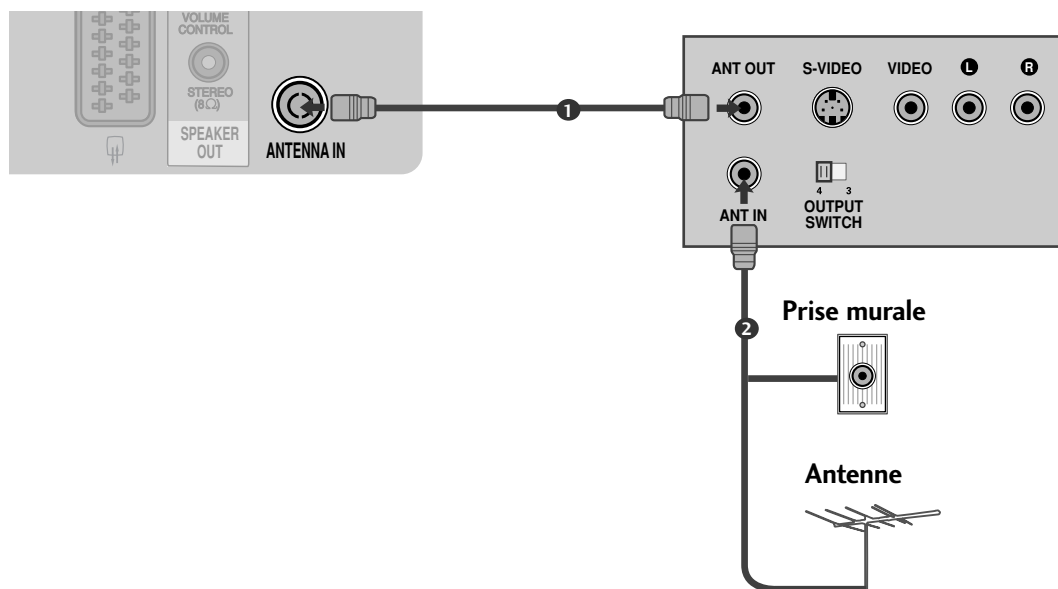 VOLUME
CONTROL
STEREO
(8Ω)
SPEAKER
OUT
ANTENNA IN
1
ANT OUT
S-VIDEO
VIDEO
L
R
ANT IN
4 3
OUTPUT
SWITCH
2
Prise murale
Antenne